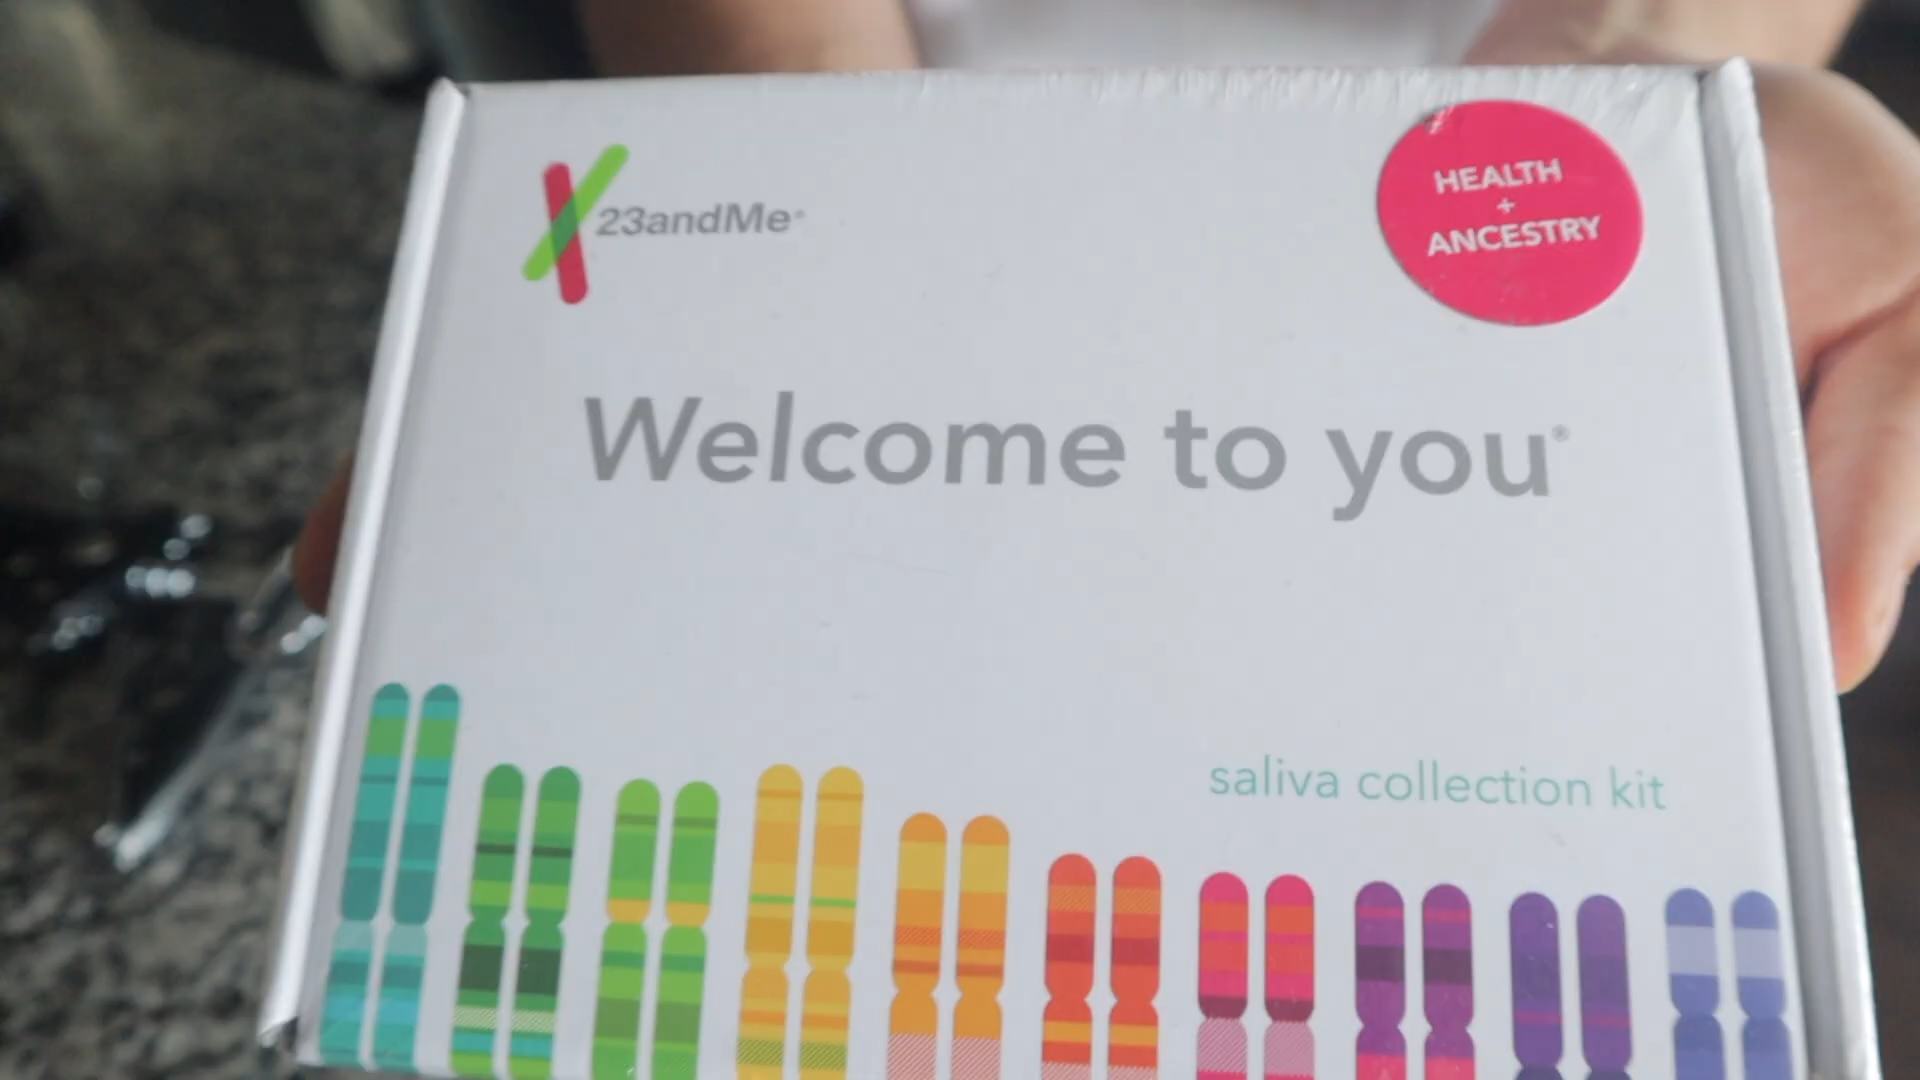 23andMe®
HEALTH
+
ANCESTRY
Welcome to you®
saliva collection kit